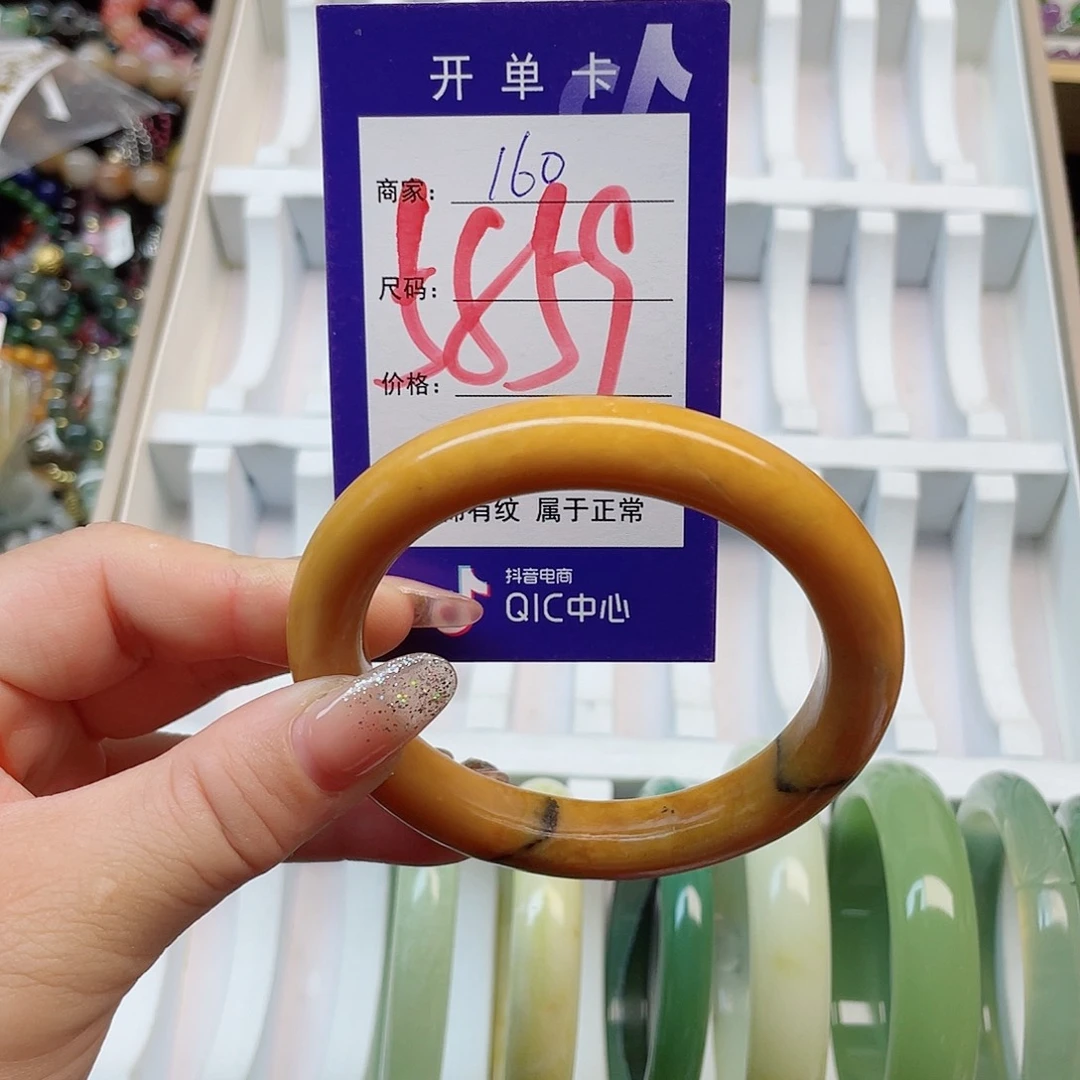 开单卡
商家: 160
尺码:
价格:
有纹 属于正常
抖音电商
QIC中心